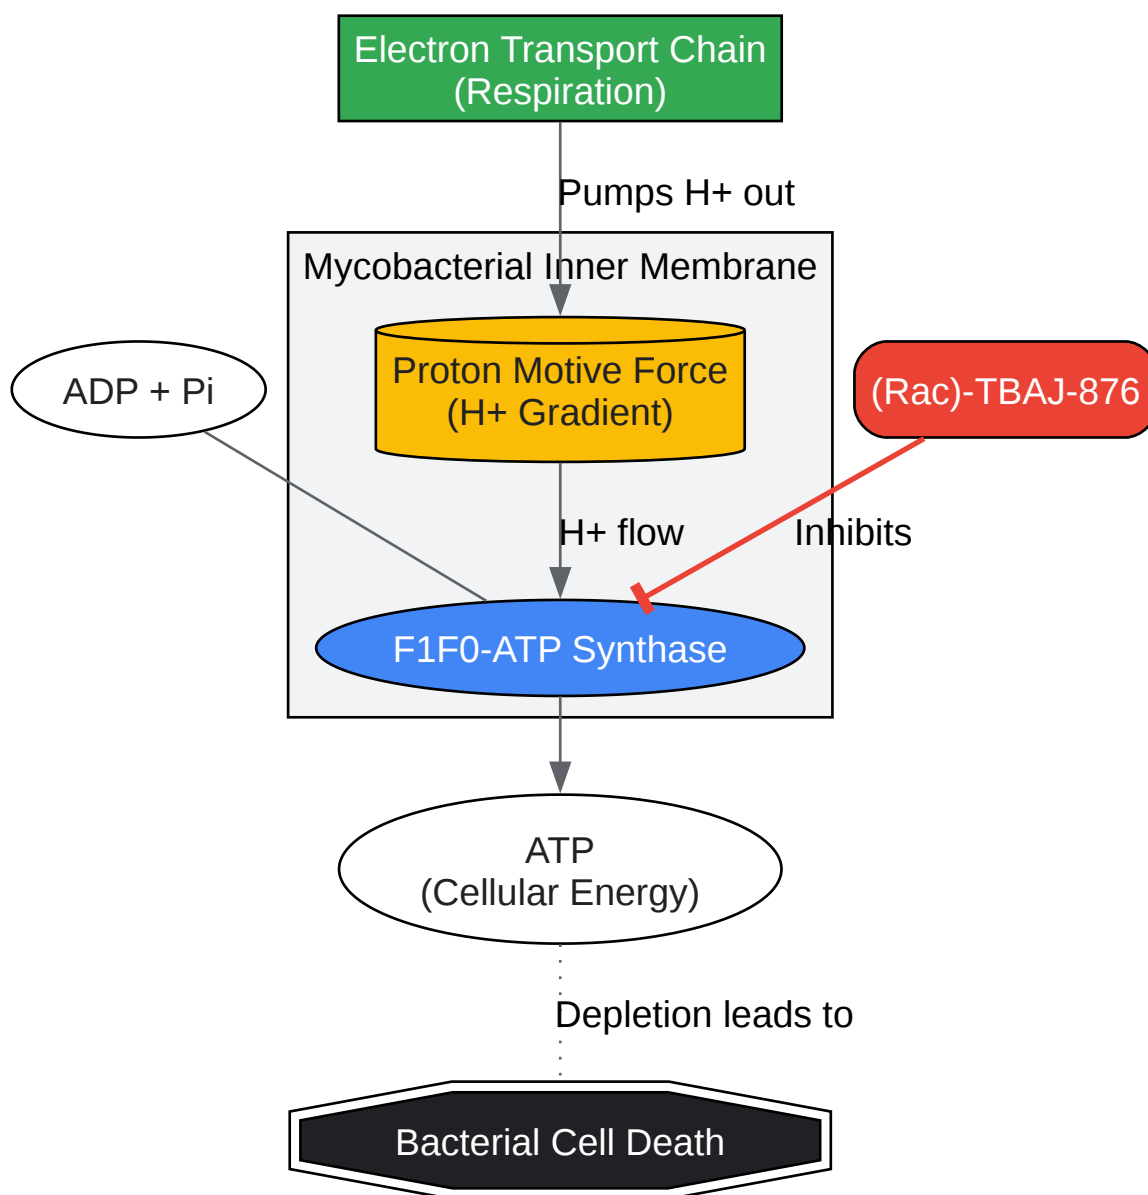 Electron Transport Chain
(Respiration)
Pumps H+ out
Mycobacterial Inner Membrane
Proton Motive Force
(H+ Gradient)
ADP + Pi
(Rac)-TBAJ-876
H+ flow
Inhibits
F1F0-ATP Synthase
ATP
(Cellular Energy)
Depletion leads to
Bacterial Cell Death